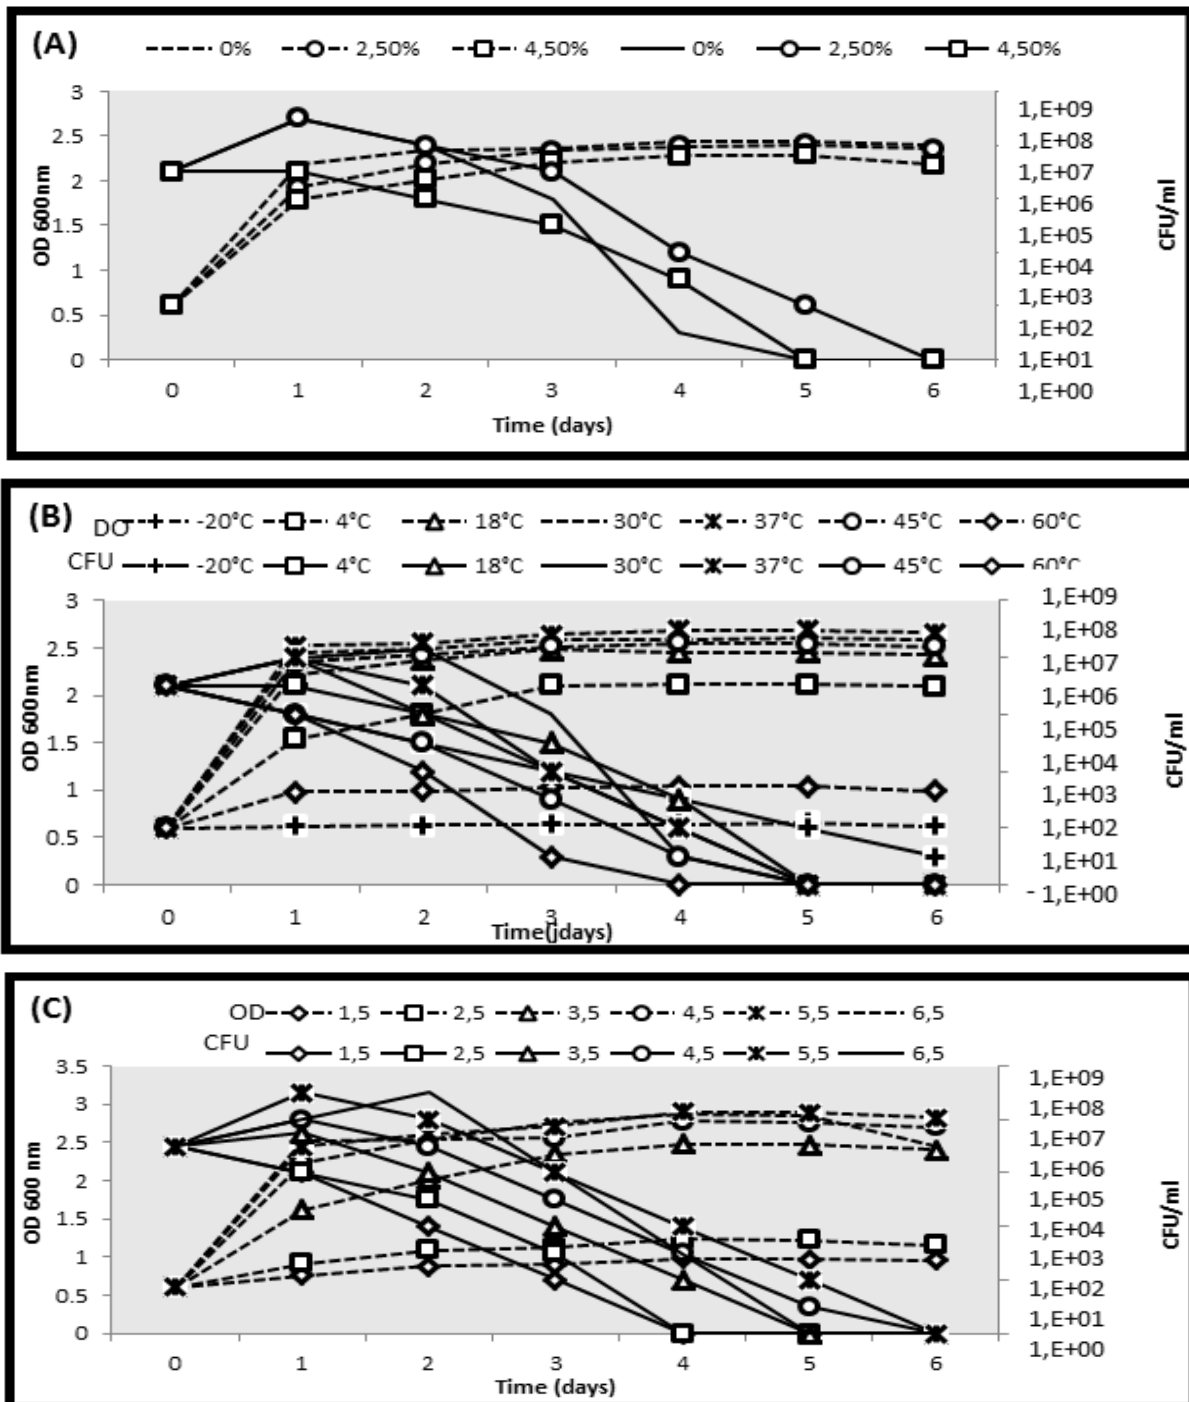 (A)
0% 2,50% 4,50% 0% 2,50% 4,50%
OD 600nm
3
2.5
2
1.5
1
0.5
0
1,E+09
1,E+08
1,E+07
1,E+06
1,E+05
1,E+04
1,E+03
1,E+02
1,E+01
1,E+00
CFU/ml
0 1 2 3 4 5 6
Time (days)
(B)
DO -20°C 4°C 18°C 30°C 37°C 45°C 60°C
CFU -20°C 4°C 18°C 30°C 37°C 45°C 60°C
OD 600nm
3
2.5
2
1.5
1
0.5
0
1,E+09
1,E+08
1,E+07
1,E+06
1,E+05
1,E+04
1,E+03
1,E+02
1,E+01
- 1,E+00
CFU/ml
0 1 2 3 4 5 6
Time(jdays)
(C)
OD 1,5 2,5 3,5 4,5 5,5 6,5
CFU 1,5 2,5 3,5 4,5 5,5 6,5
OD 600 nm
3.5
3
2.5
2
1.5
1
0.5
0
1,E+09
1,E+08
1,E+07
1,E+06
1,E+05
1,E+04
1,E+03
1,E+02
1,E+01
1,E+00
CFU/ml
0 1 2 3 4 5 6
Time (days)